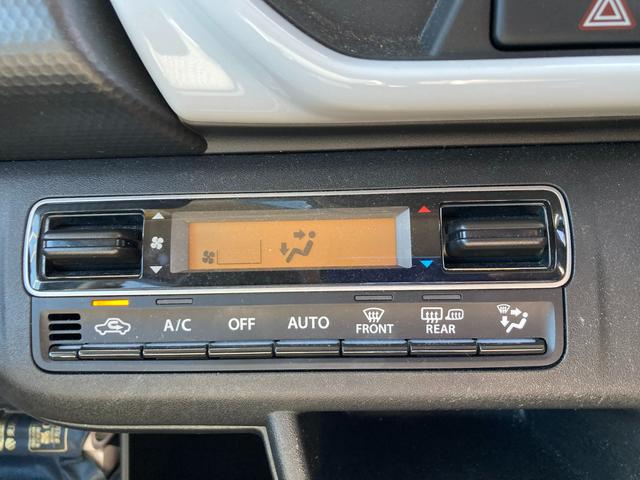 A/C OFF AUTO FRONT REAR